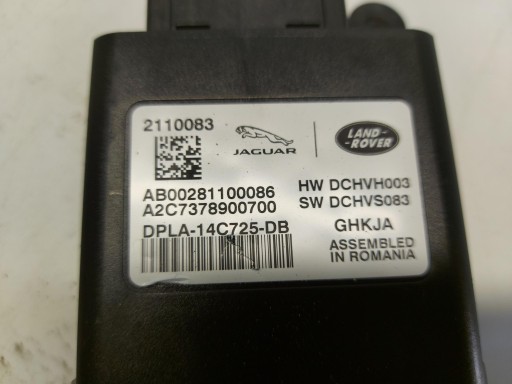 2110083
JAGUAR
LAND-
ROVER
AB00281100086
A2C7378900700
DPLA-14C725-DB
HW DCHVH003
SW DCHVS083
GHKJA
ASSEMBLED
IN ROMANIA